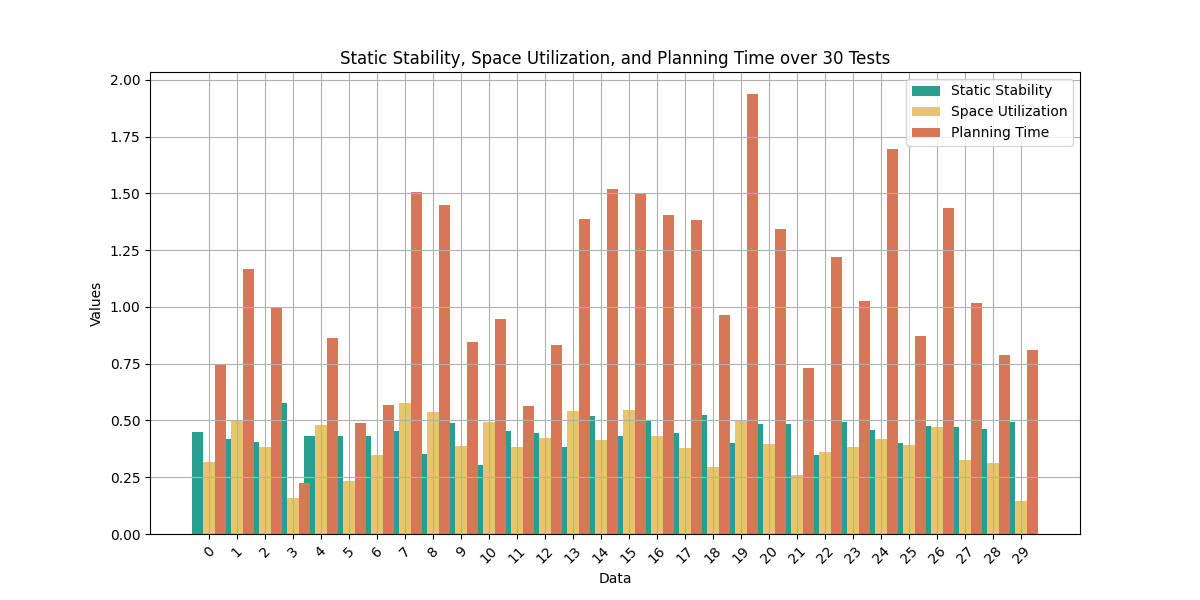 Static Stability, Space Utilization, and Planning Time over 30 Tests
Static Stability
Space Utilization
Planning Time
2.00
1.75
1.50
1.25
1.00
0.75
0.50
0.25
0.00
Values
0 1 2 3 4 5 6 7 8 9 10 11 12 13 14 15 16 17 18 19 20 21 22 23 24 25 26 27 28 29
Data